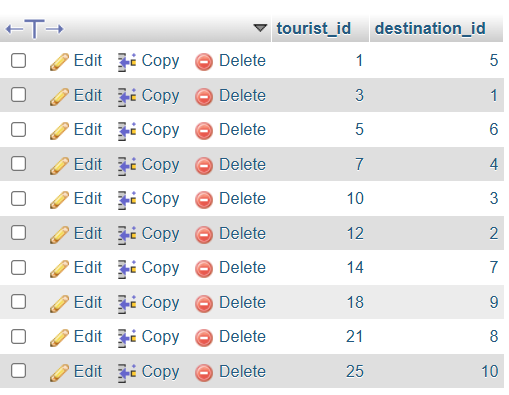 tourist_id destination_id
Edit Copy Delete 1 5
Edit Copy Delete 3 1
Edit Copy Delete 5 6
Edit Copy Delete 7 4
Edit Copy Delete 10 3
Edit Copy Delete 12 2
Edit Copy Delete 14 7
Edit Copy Delete 18 9
Edit Copy Delete 21 8
Edit Copy Delete 25 10